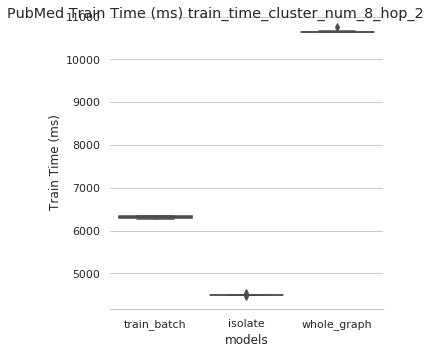 PubMed Train Time (ms) train_time_cluster_num_8_hop_2
11000
10000
9000
8000
7000
6000
5000
Train Time (ms)
train_batch isolate whole_graph
models